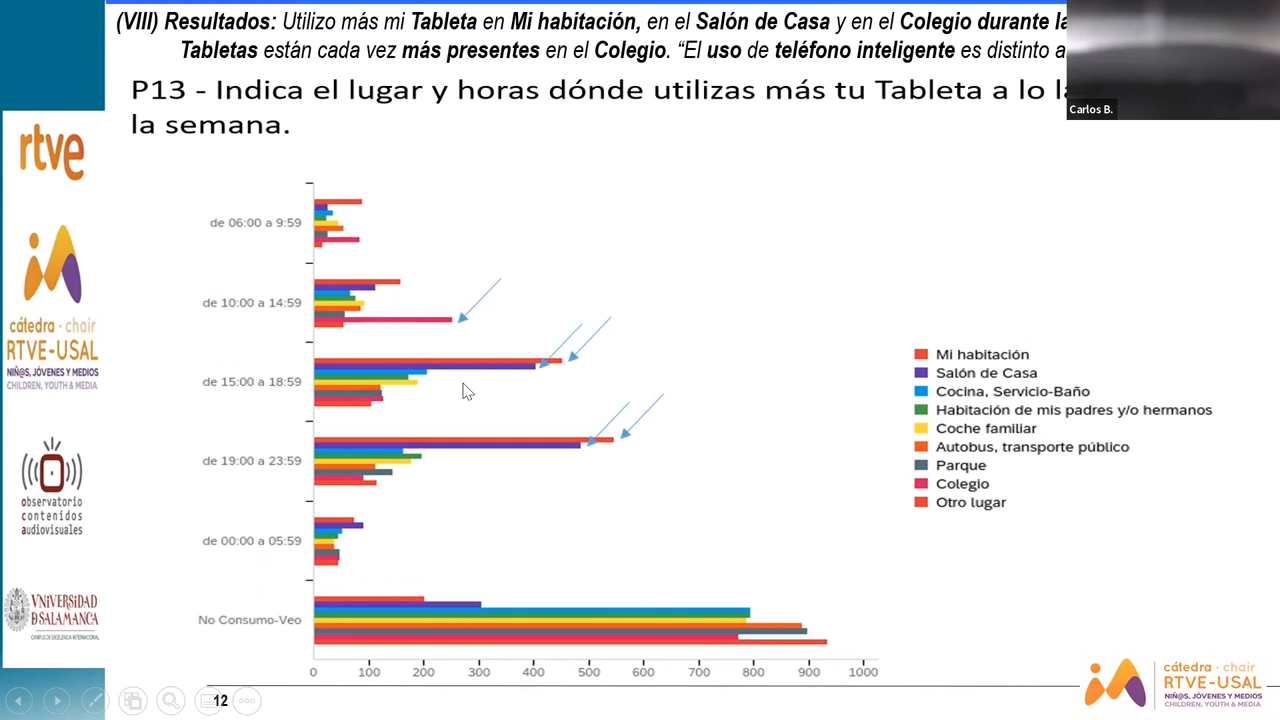 (VIII) Resultados: Utilizo más mi Tableta en Mi habitación, en el Salón de Casa y en el Colegio durante la
Tabletas están cada vez más presentes en el Colegio. “El uso de teléfono inteligente es distinto a
P13 - Indica el lugar y horas dónde utilizas más tu Tableta a lo
la semana.
Carlos B.
rtve
cátedra · chair
RTVE-USAL
NIÑ@S, JÓVENES Y MEDIOS
CHILDREN, YOUTH & MEDIA
observatorio
contenidos
audiovisuales
VNiVERSiDAD
D SALAMANCA
CAMPUS DE EXCELENCIA INTERNACIONAL
de 06:00 a 9:59
de 10:00 a 14:59
de 15:00 a 18:59
de 19:00 a 23:59
de 00:00 a 05:59
No Consumo-Veo
0 100 200 300 400 500 600 700 800 900 1000
Mi habitación
Salón de Casa
Cocina, Servicio-Baño
Habitación de mis padres y/o hermanos
Coche familiar
Autobus, transporte público
Parque
Colegio
Otro lugar
12
cátedra · chair
RTVE-USAL
NIÑ@S, JÓVENES Y MEDIOS
CHILDREN, YOUTH & MEDIA